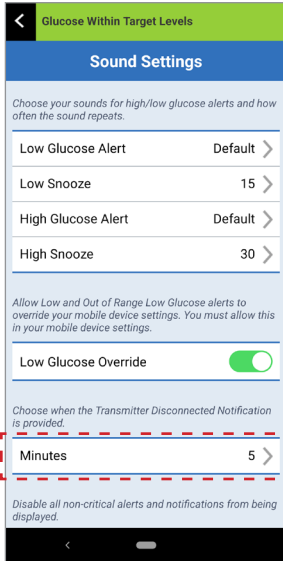 Glucose Within Target Levels
Sound Settings
Choose your sounds for high/low glucose alerts and how
often the sound repeats.
Low Glucose Alert Default
Low Snooze 15
High Glucose Alert Default
High Snooze 30
Allow Low and Out of Range Low Glucose alerts to
override your mobile device settings. You must allow this
in your mobile device settings.
Low Glucose Override
Choose when the Transmitter Disconnected Notification
is provided.
Minutes 5
Disable all non-critical alerts and notifications from being
displayed.